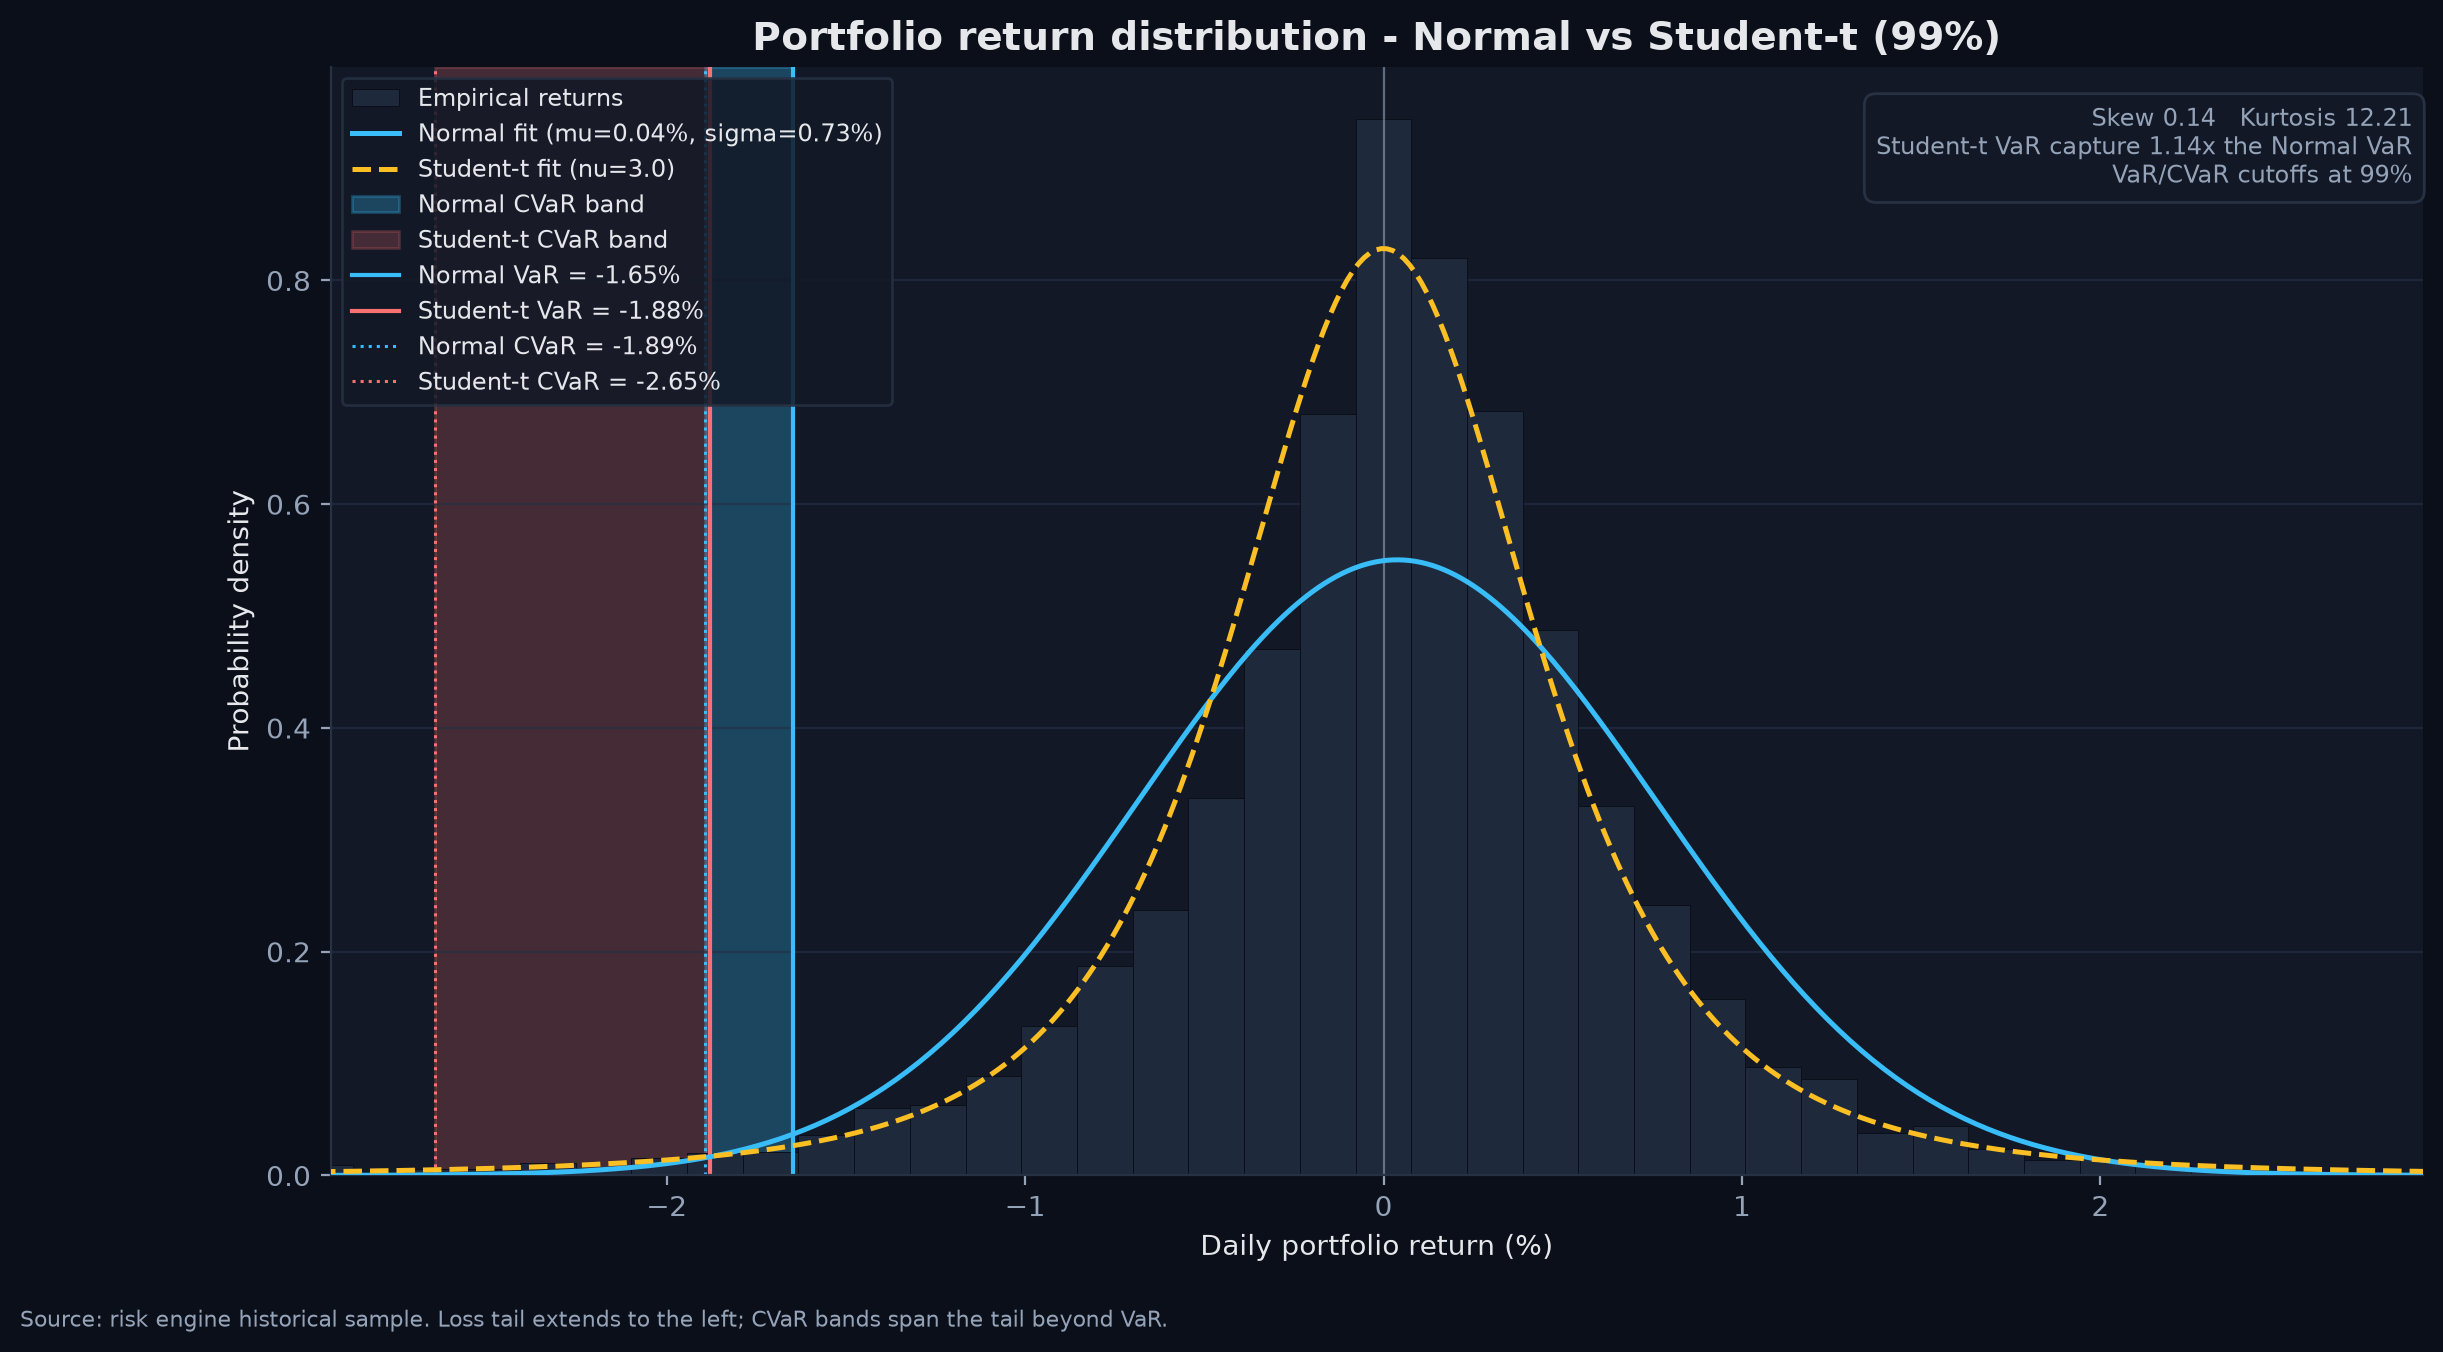 Portfolio return distribution - Normal vs Student-t (99%)
Empirical returns
Normal fit (mu=0.04%, sigma=0.73%)
Student-t fit (nu=3.0)
Normal CVaR band
Student-t CVaR band
Normal VaR = -1.65%
Student-t VaR = -1.88%
Normal CVaR = -1.89%
Student-t CVaR = -2.65%
Skew 0.14   Kurtosis 12.21
Student-t VaR capture 1.14x the Normal VaR
VaR/CVaR cutoffs at 99%
Probability density
0.8
0.6
0.4
0.2
0.0
−2
−1
0
1
2
Daily portfolio return (%)
Source: risk engine historical sample. Loss tail extends to the left; CVaR bands span the tail beyond VaR.